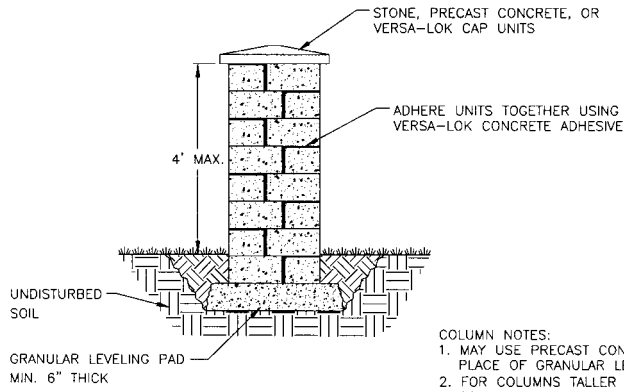 STONE, PRECAST CONCRETE, OR
VERSA-LOK CAP UNITS
ADHERE UNITS TOGETHER USING
VERSA-LOK CONCRETE ADHESIVE
4' MAX.
UNDISTURBED
SOIL
GRANULAR LEVELING PAD
MIN. 6" THICK
COLUMN NOTES:
1. MAY USE PRECAST CON
PLACE OF GRANULAR LE
2. FOR COLUMNS TALLER